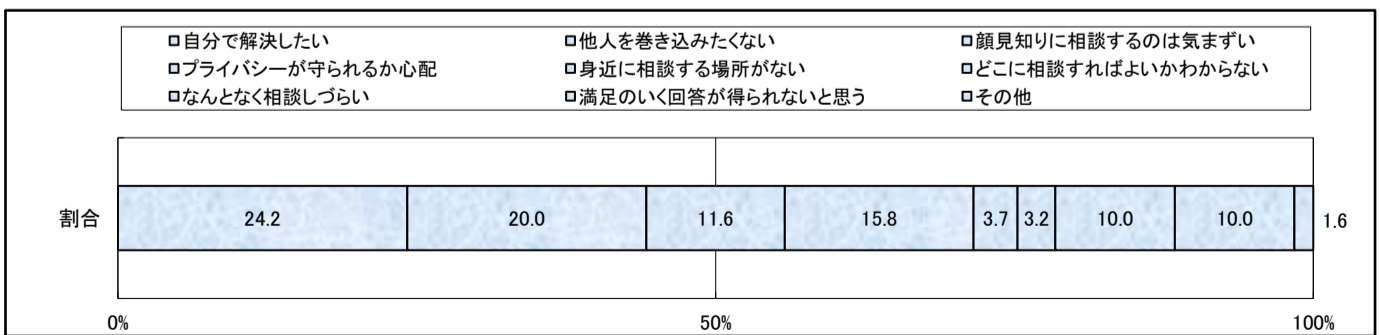 □自分で解決したい □他人を巻き込みたくない □顔見知りに相談するのは気まずい
□プライバシーが守られるか心配 □身近に相談する場所がない □どこに相談すればよいかわからない
□なんとなく相談しづらい □満足のいく回答が得られないと思う □その他
割合 24.2 20.0 11.6 15.8 3.7 3.2 10.0 10.0 1.6
0% 50% 100%